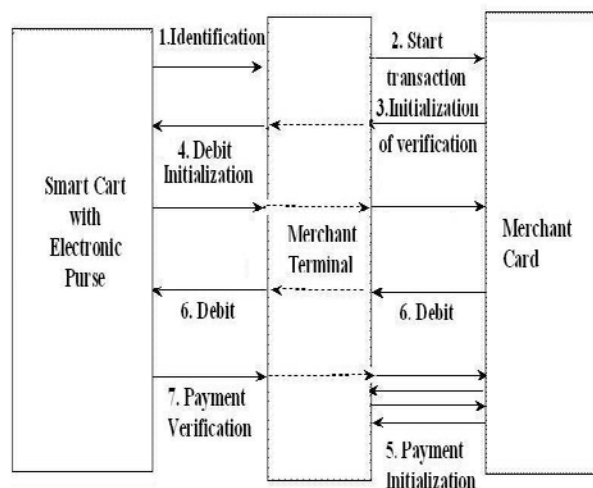 1.Identification
2. Start
transaction
3.Initialization
of verification
4. Debit
Initialization
Smart Cart
with
Electronic
Purse
Merchant
Terminal
Merchant
Card
6. Debit
6. Debit
7. Payment
Verification
5. Payment
Initialization